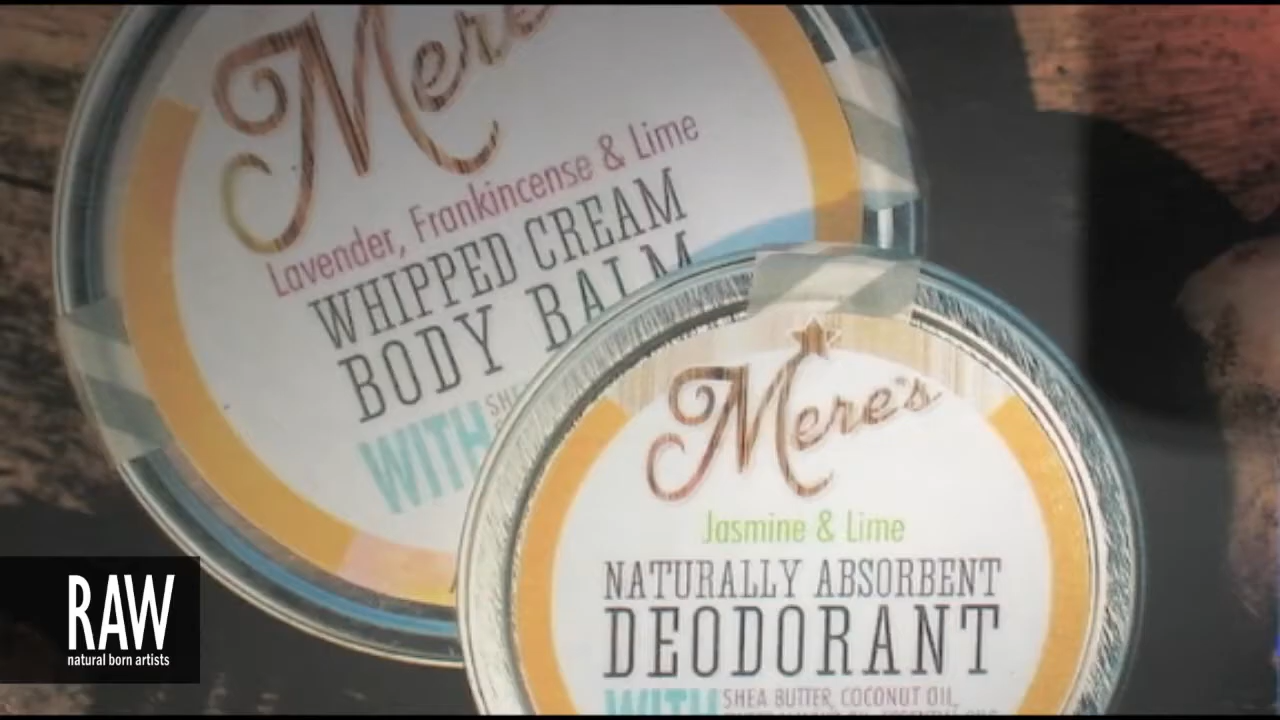 Mere
Lavender, Frankincense & Lime
WHIPPED CREAM
BODY BALM
WITH
Mere's
Jasmine & Lime
NATURALLY ABSORBENT
DEODORANT
WITH SHEA BUTTER, COCONUT OIL,
RAW
natural born artists